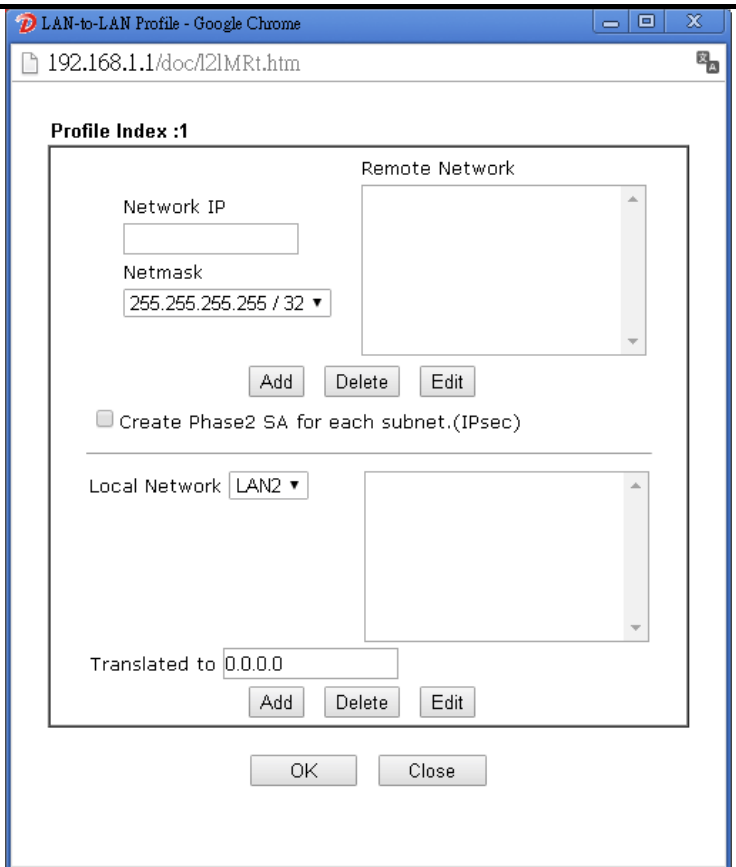 LAN-to-LAN Profile - Google Chrome
192.168.1.1/doc/l2lMRt.htm
Profile Index :1
Remote Network
Network IP
Netmask
255.255.255.255 / 32
Add Delete Edit
Create Phase2 SA for each subnet.(IPsec)
Local Network LAN2
Translated to 0.0.0.0
Add Delete Edit
OK Close